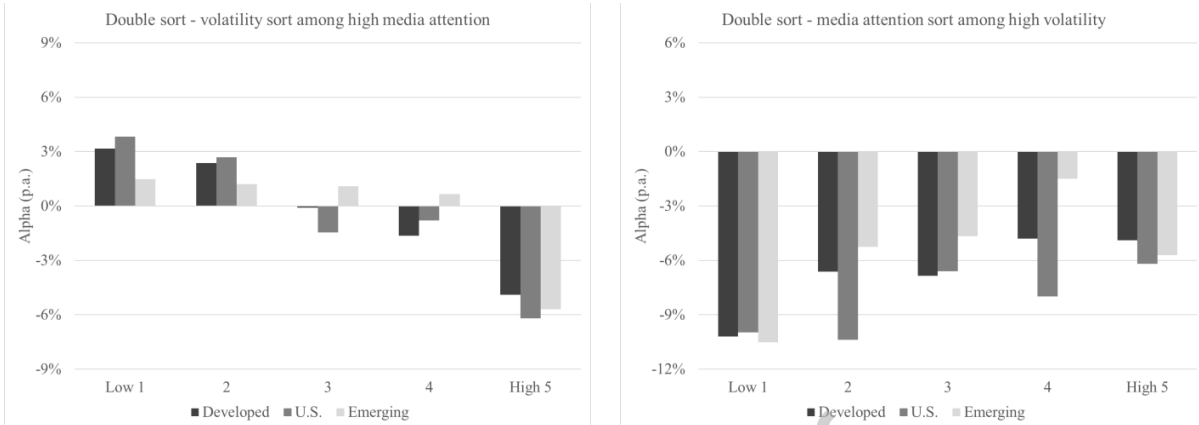 Double sort - volatility sort among high media attention
9%
6%
3%
0%
-3%
-6%
-9%
Alpha (p.a.)
Low 1 2 3 4 High 5
Developed U.S. Emerging
Double sort - media attention sort among high volatility
6%
3%
0%
-3%
-6%
-9%
-12%
Alpha (p.a.)
Low 1 2 3 4 High 5
Developed U.S. Emerging